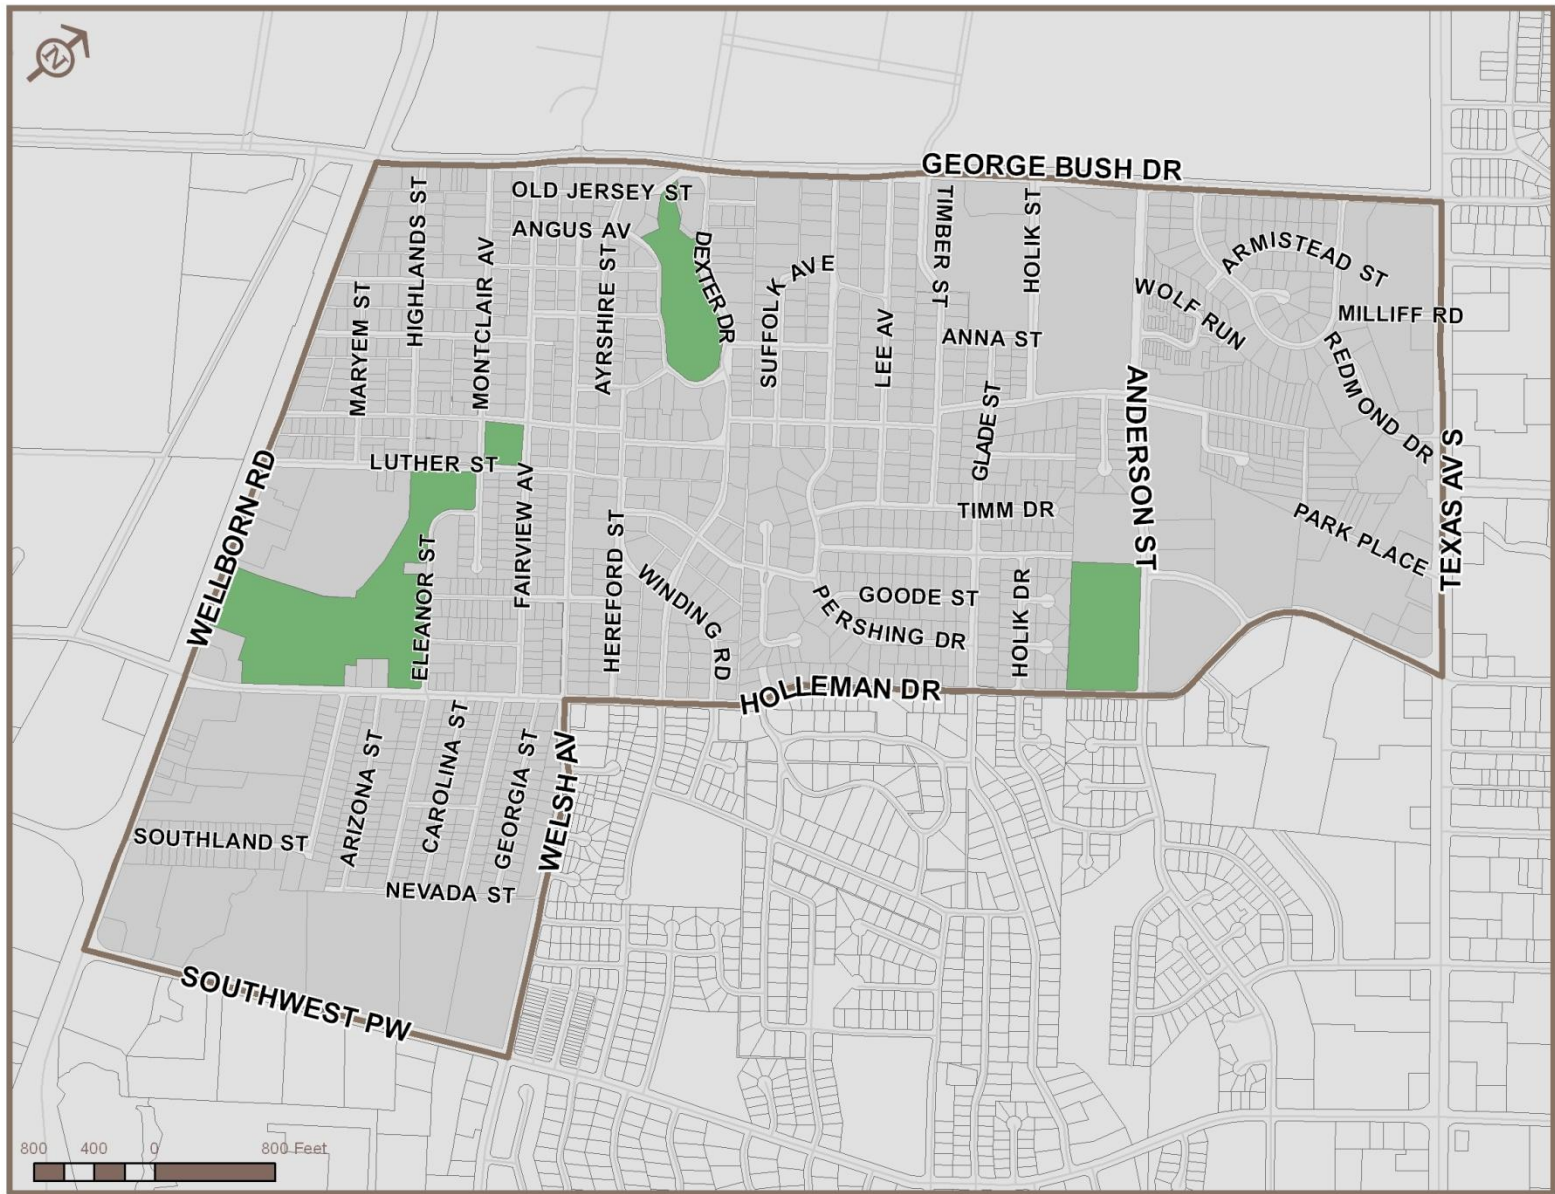 N
GEORGE BUSH DR
OLD JERSEY ST
ANGUS AV
HIGHLANDS ST
MONTCLAIR AV
MARYEM ST
AYRSHIRE ST
DEXTER DR
SUFFOLK AVE
LEE AV
TIMBER ST
HOLIK ST
ANNA ST
GLADE ST
ANDERSON ST
WOLF RUN
ARMISTEAD ST
MILLIFF RD
REDMOND DR
TEXAS AV S
PARK PLACE
LUTHER ST
WELLBORN RD
ELEANOR ST
FAIRVIEW AV
HEREFORD ST
WINDING RD
TIMM DR
GOODE ST
PERSHING DR
HOLIK DR
HOLLEMAN DR
ARIZONA ST
CAROLINA ST
GEORGIA ST
WELSH AV
SOUTHLAND ST
NEVADA ST
SOUTHWEST PW
800 400 0 800 Feet